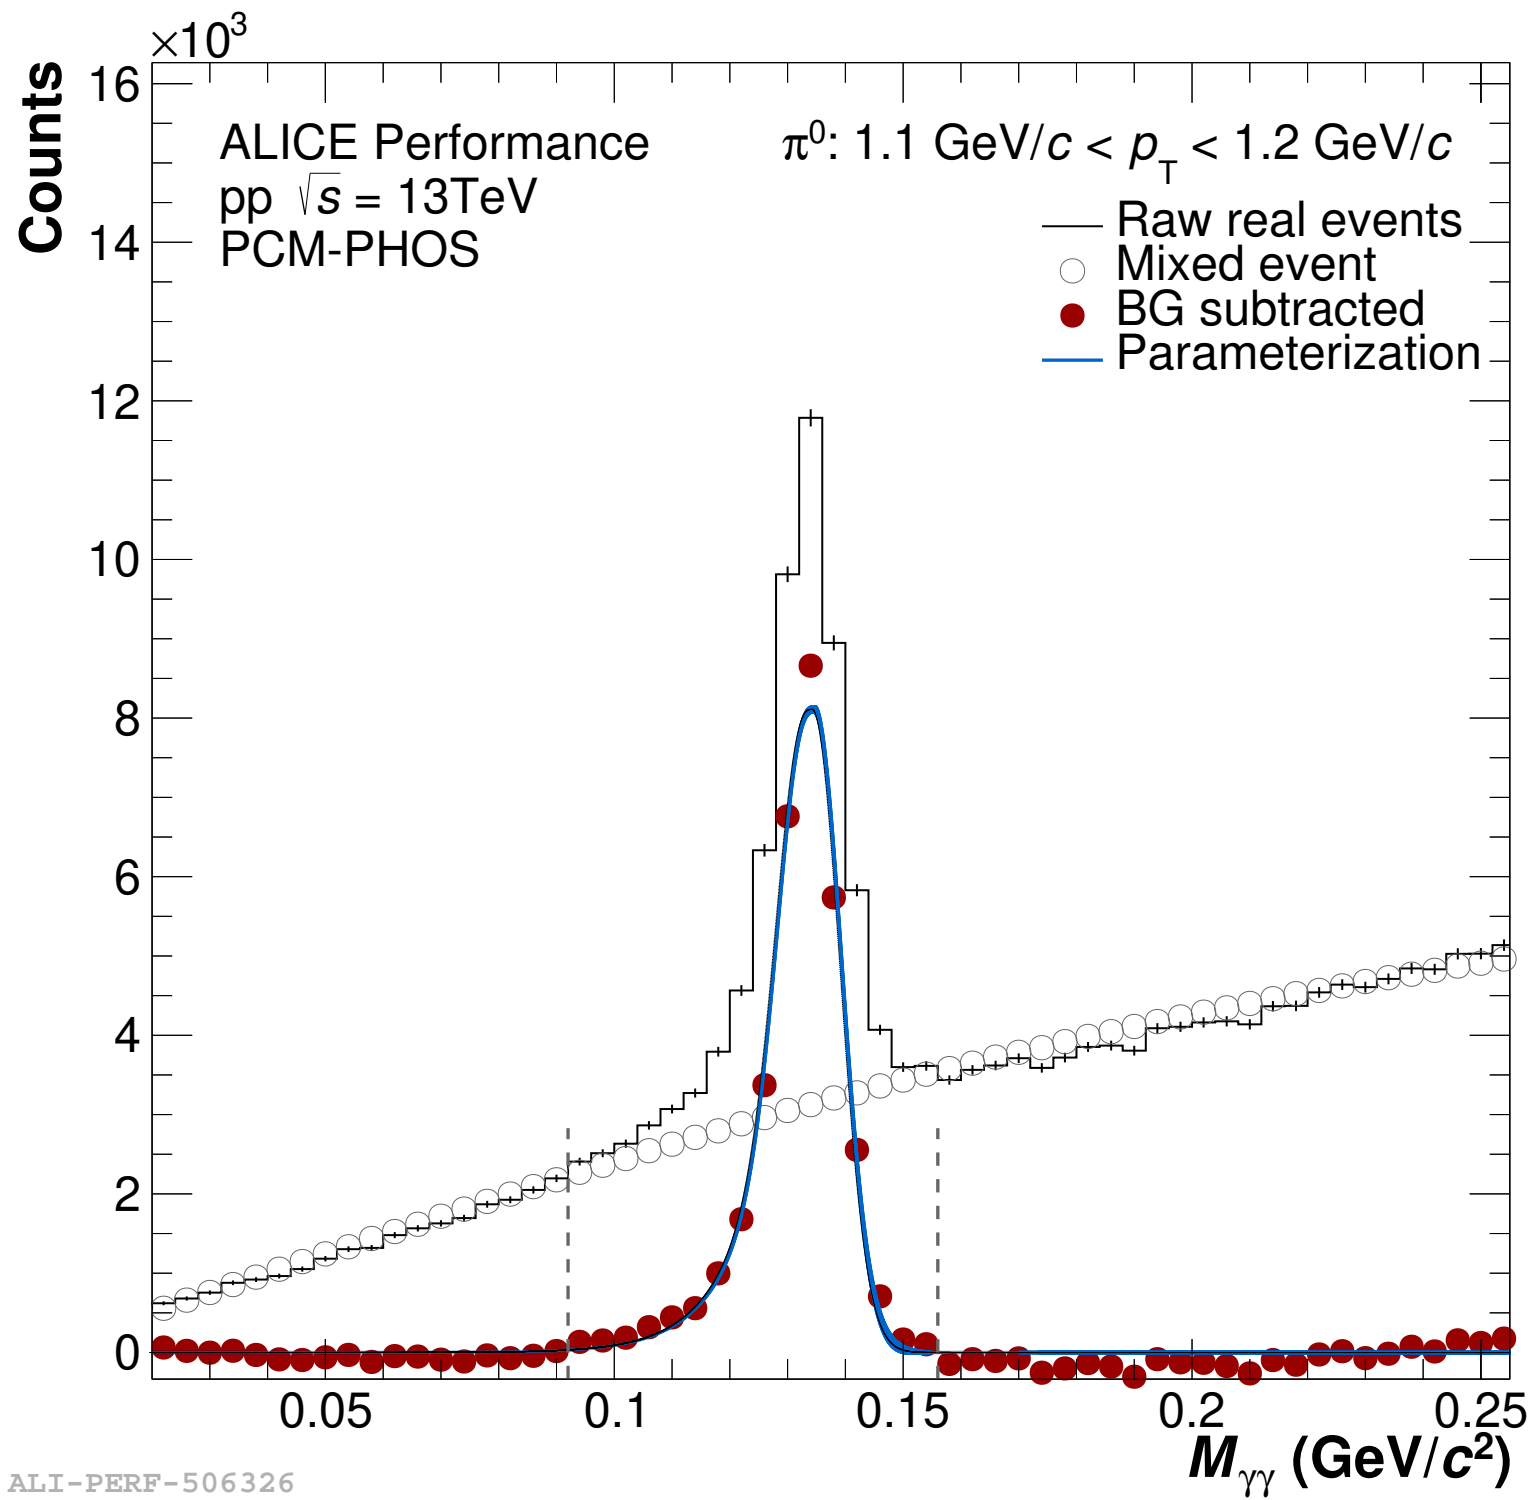 ×10³
Counts
16
14
12
10
8
6
4
2
0
ALICE Performance
pp √s = 13TeV
PCM-PHOS
π⁰: 1.1 GeV/c < p_T < 1.2 GeV/c
Raw real events
Mixed event
BG subtracted
Parameterization
0.05 0.1 0.15 0.2 0.25
M_γγ (GeV/c²)
ALI-PERF-506326